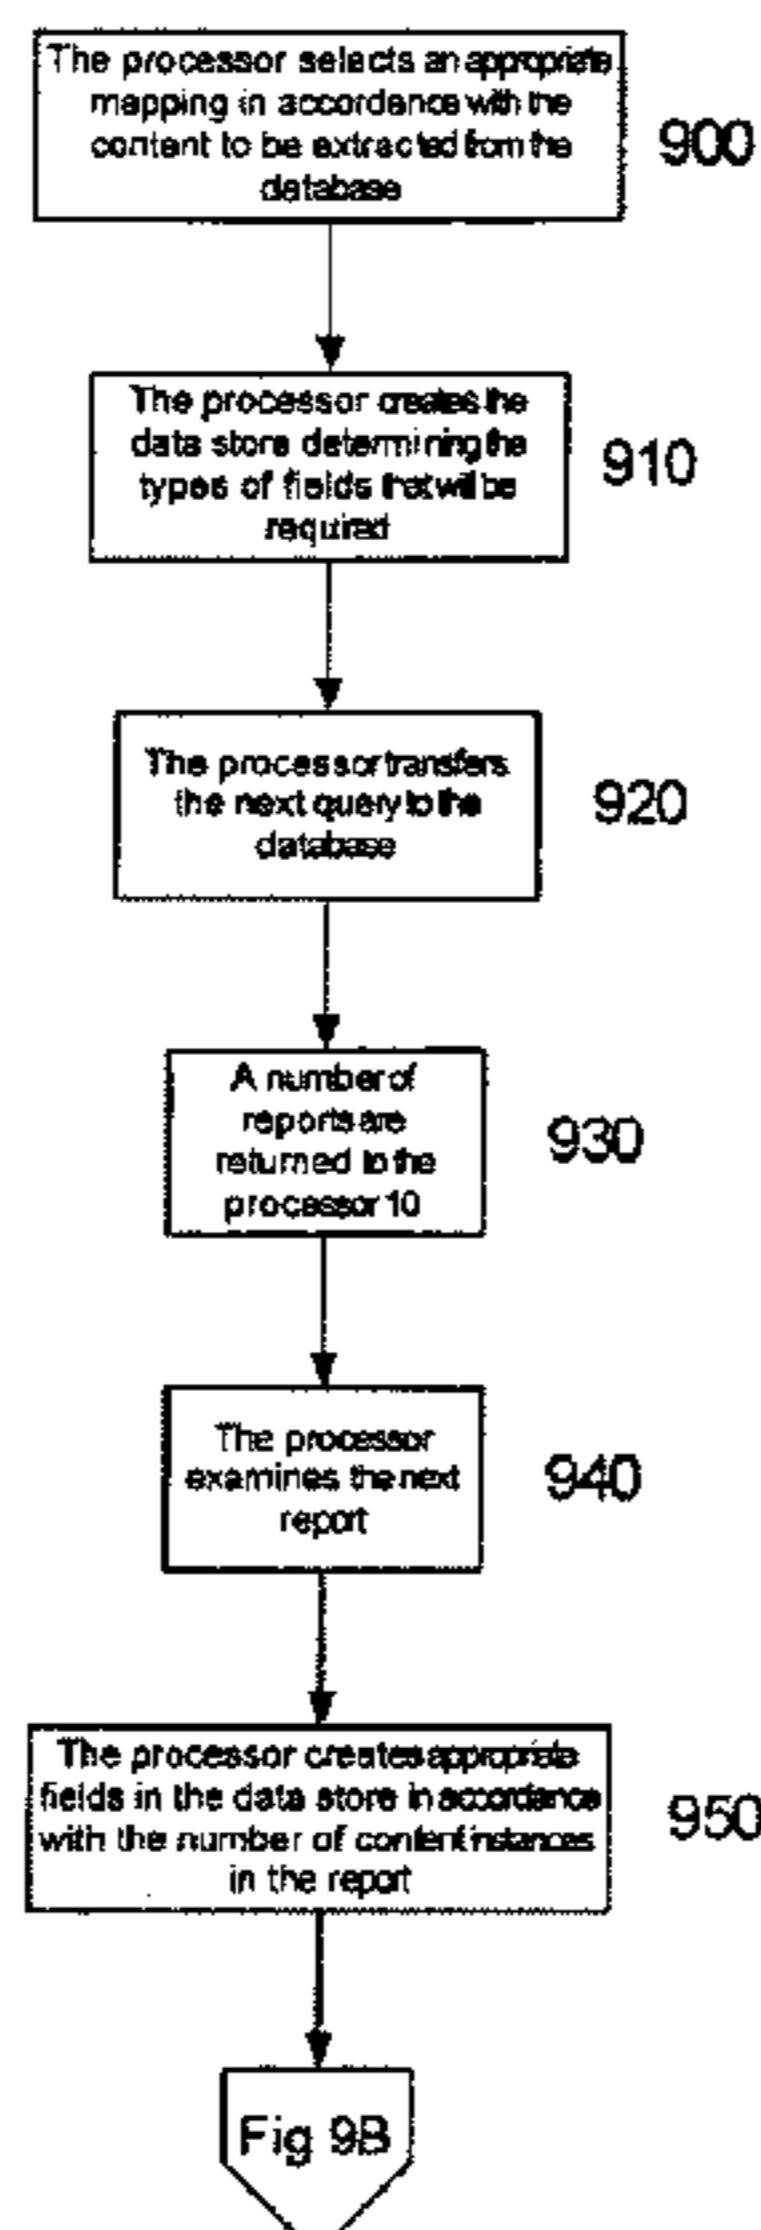 The processor selects an appropriate
mapping in accordence with the
content to be extracted from the
database
900
The processor creates the
data store determining the
types of fields that will be
required
910
The processor transfers
the next query to the
database
920
A number of
reports are
returned to the
processor 10
930
The processor
examines the next
report
940
The processor creates appropriate
fields in the data store in accordance
with the number of content instances
in the report
950
Fig 9B